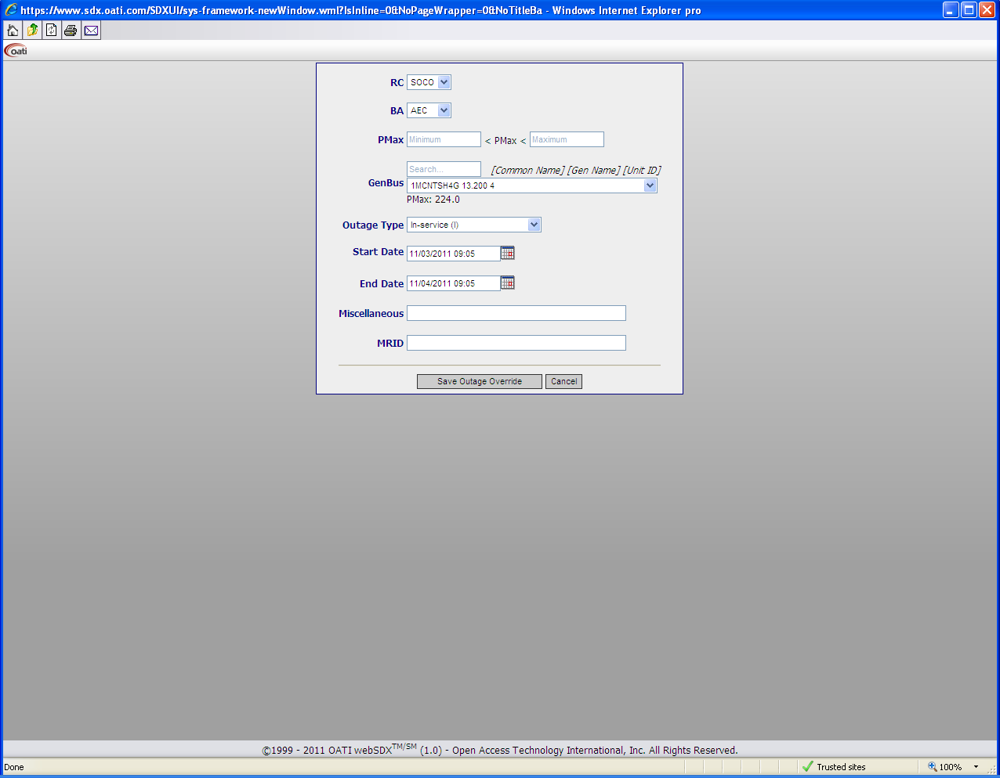 https://www.sdx.oati.com/SDXUI/sys-framework-newWindow.wml?IsInline=0&NoPageWrapper=0&NoTitleBa - Windows Internet Explorer pro
oati
RC SOCO
BA AEC
PMax Minimum < PMax < Maximum
Search... [Common Name] [Gen Name] [Unit ID]
GenBus 1MCNTSH4G 13.200 4
PMax: 224.0
Outage Type In-service (I)
Start Date 11/03/2011 09:05
End Date 11/04/2011 09:05
Miscellaneous
MRID
Save Outage Override Cancel
©1999 - 2011 OATI webSDX™/SM (1.0) - Open Access Technology International, Inc. All Rights Reserved.
Done Trusted sites 100%